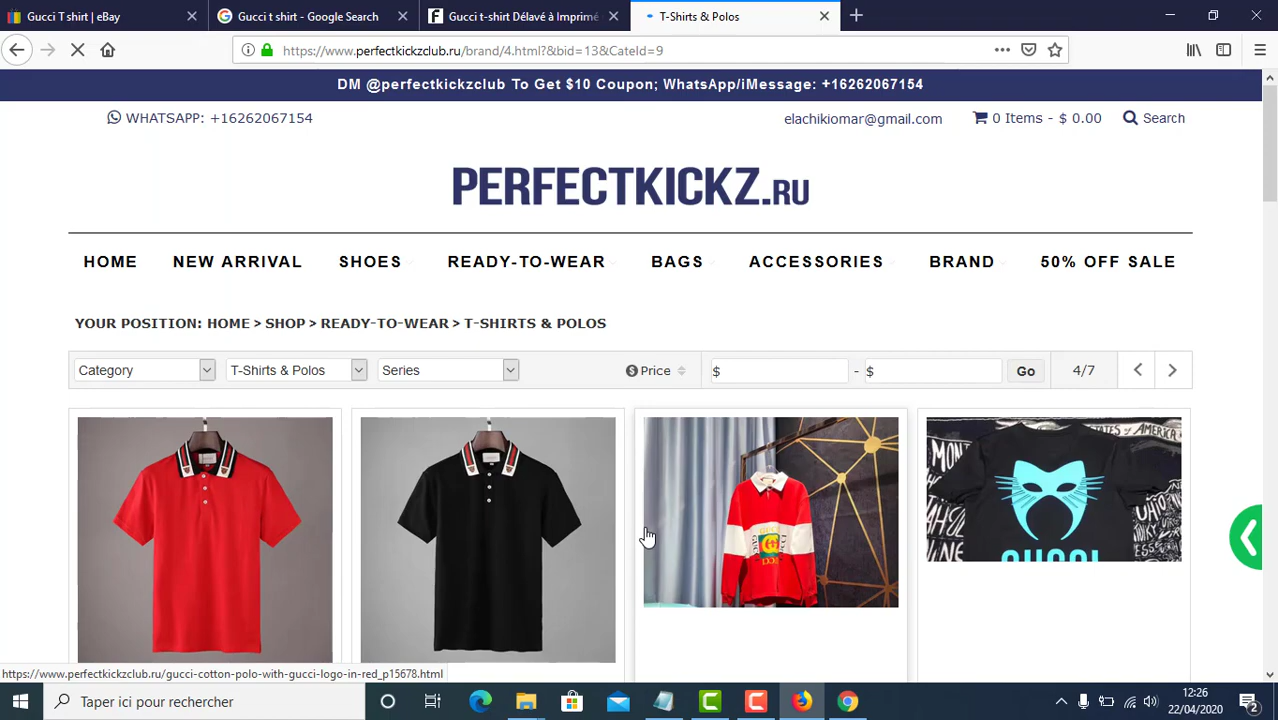 Gucci T shirt | eBay
Gucci t shirt - Google Search
Gucci t-shirt Délavé à Imprimé
T-Shirts & Polos
https://www.perfectkickzclub.ru/brand/4.html?&bid=13&CateId=9
DM @perfectkickzclub To Get $10 Coupon; WhatsApp/iMessage: +16262067154
WHATSAPP: +16262067154
elachikiomar@gmail.com
0 Items - $ 0.00
Search
PERFECTKICKZ.RU
HOME
NEW ARRIVAL
SHOES
READY-TO-WEAR
BAGS
ACCESSORIES
BRAND
50% OFF SALE
YOUR POSITION: HOME > SHOP > READY-TO-WEAR > T-SHIRTS & POLOS
Category
T-Shirts & Polos
Series
Price
$
- $
Go
4/7
GUCCI
https://www.perfectkickzclub.ru/gucci-cotton-polo-with-gucci-logo-in-red_p15678.html
Taper ici pour rechercher
12:26
22/04/2020
2